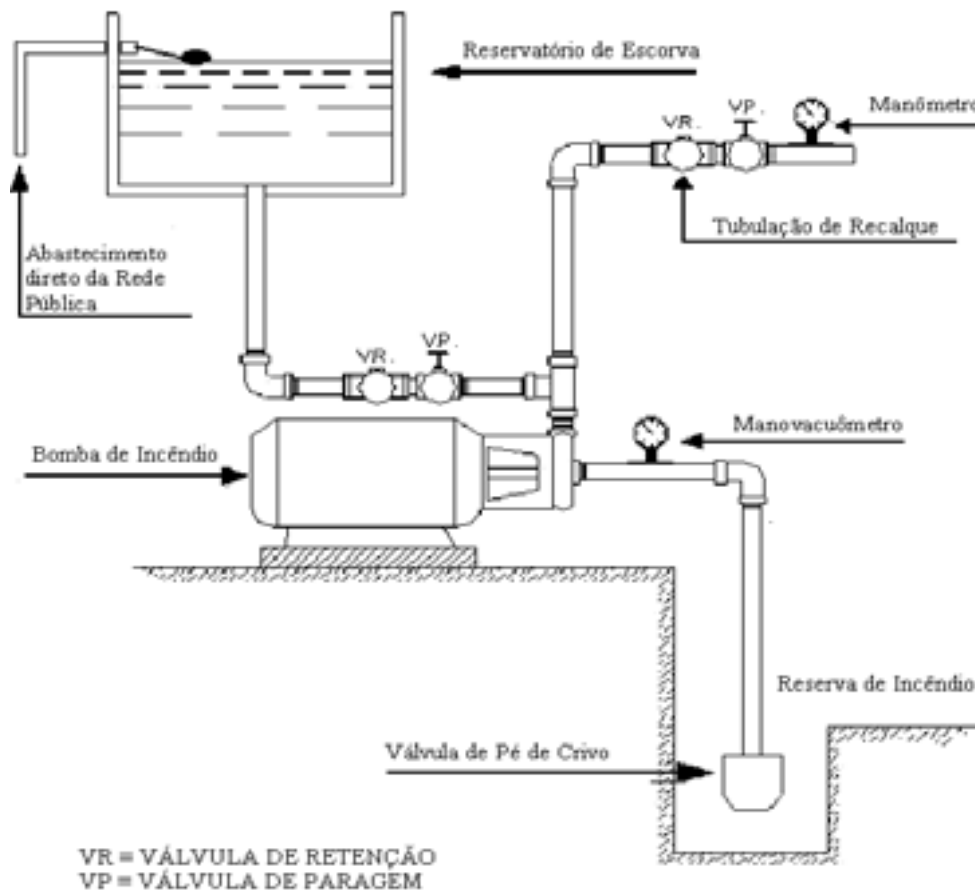 Reservatório de Escorva
Manômetro
VR.
VP.
Tubulação de Recalque
Abastecimento
direto da Rede
Pública
VR.
VP.
Manovacuômetro
Bomba de Incêndio
Reserva de Incêndio
Válvula de Pé de Crivo
VR = VÁLVULA DE RETENÇÃO
VP = VÁLVULA DE PARAGEM